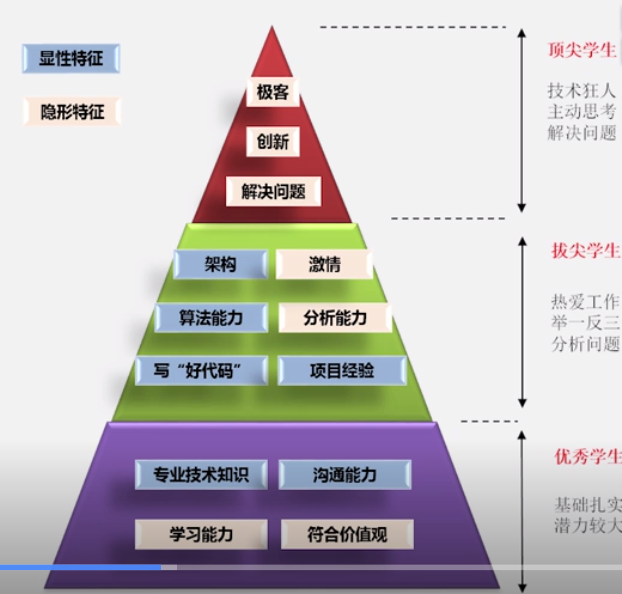 显性特征
隐形特征
极客
创新
解决问题
架构
激情
算法能力
分析能力
写“好代码”
项目经验
专业技术知识
沟通能力
学习能力
符合价值观
顶尖学生
技术狂人
主动思考
解决问题
拔尖学生
热爱工作
举一反三
分析问题
优秀学生
基础扎实
潜力较大